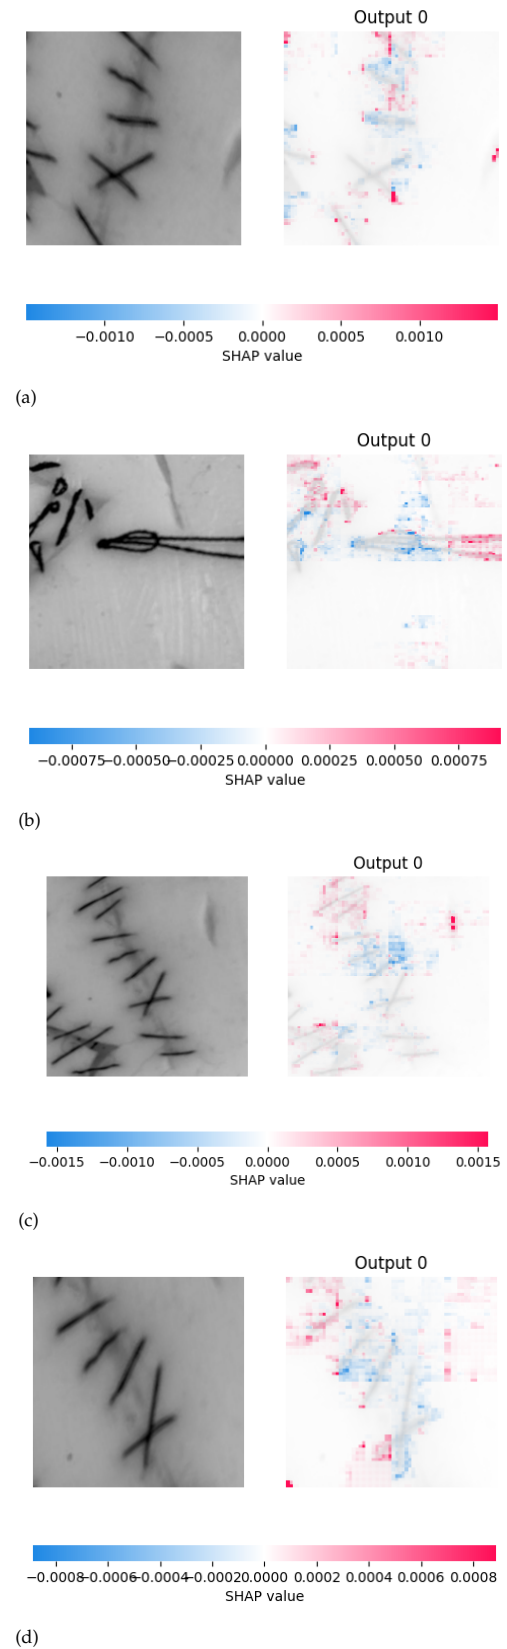 Output 0
−0.0010 −0.0005 0.0000 0.0005 0.0010
SHAP value
(a)
Output 0
−0.00075 −0.00050 −0.00025 0.00000 0.00025 0.00050 0.00075
SHAP value
(b)
Output 0
−0.0015 −0.0010 −0.0005 0.0000 0.0005 0.0010 0.0015
SHAP value
(c)
Output 0
−0.0008 −0.0006 −0.0004 −0.0002 0.0000 0.0002 0.0004 0.0006 0.0008
SHAP value
(d)